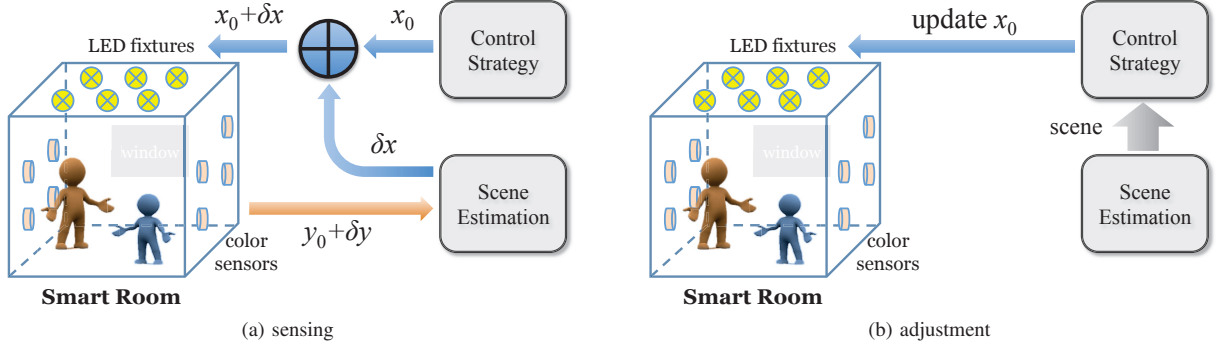 x₀+δx
x₀
LED fixtures
Control
Strategy
window
δx
Scene
Estimation
y₀+δy
color
sensors
Smart Room
(a) sensing
update x₀
LED fixtures
Control
Strategy
scene
window
Scene
Estimation
color
sensors
Smart Room
(b) adjustment